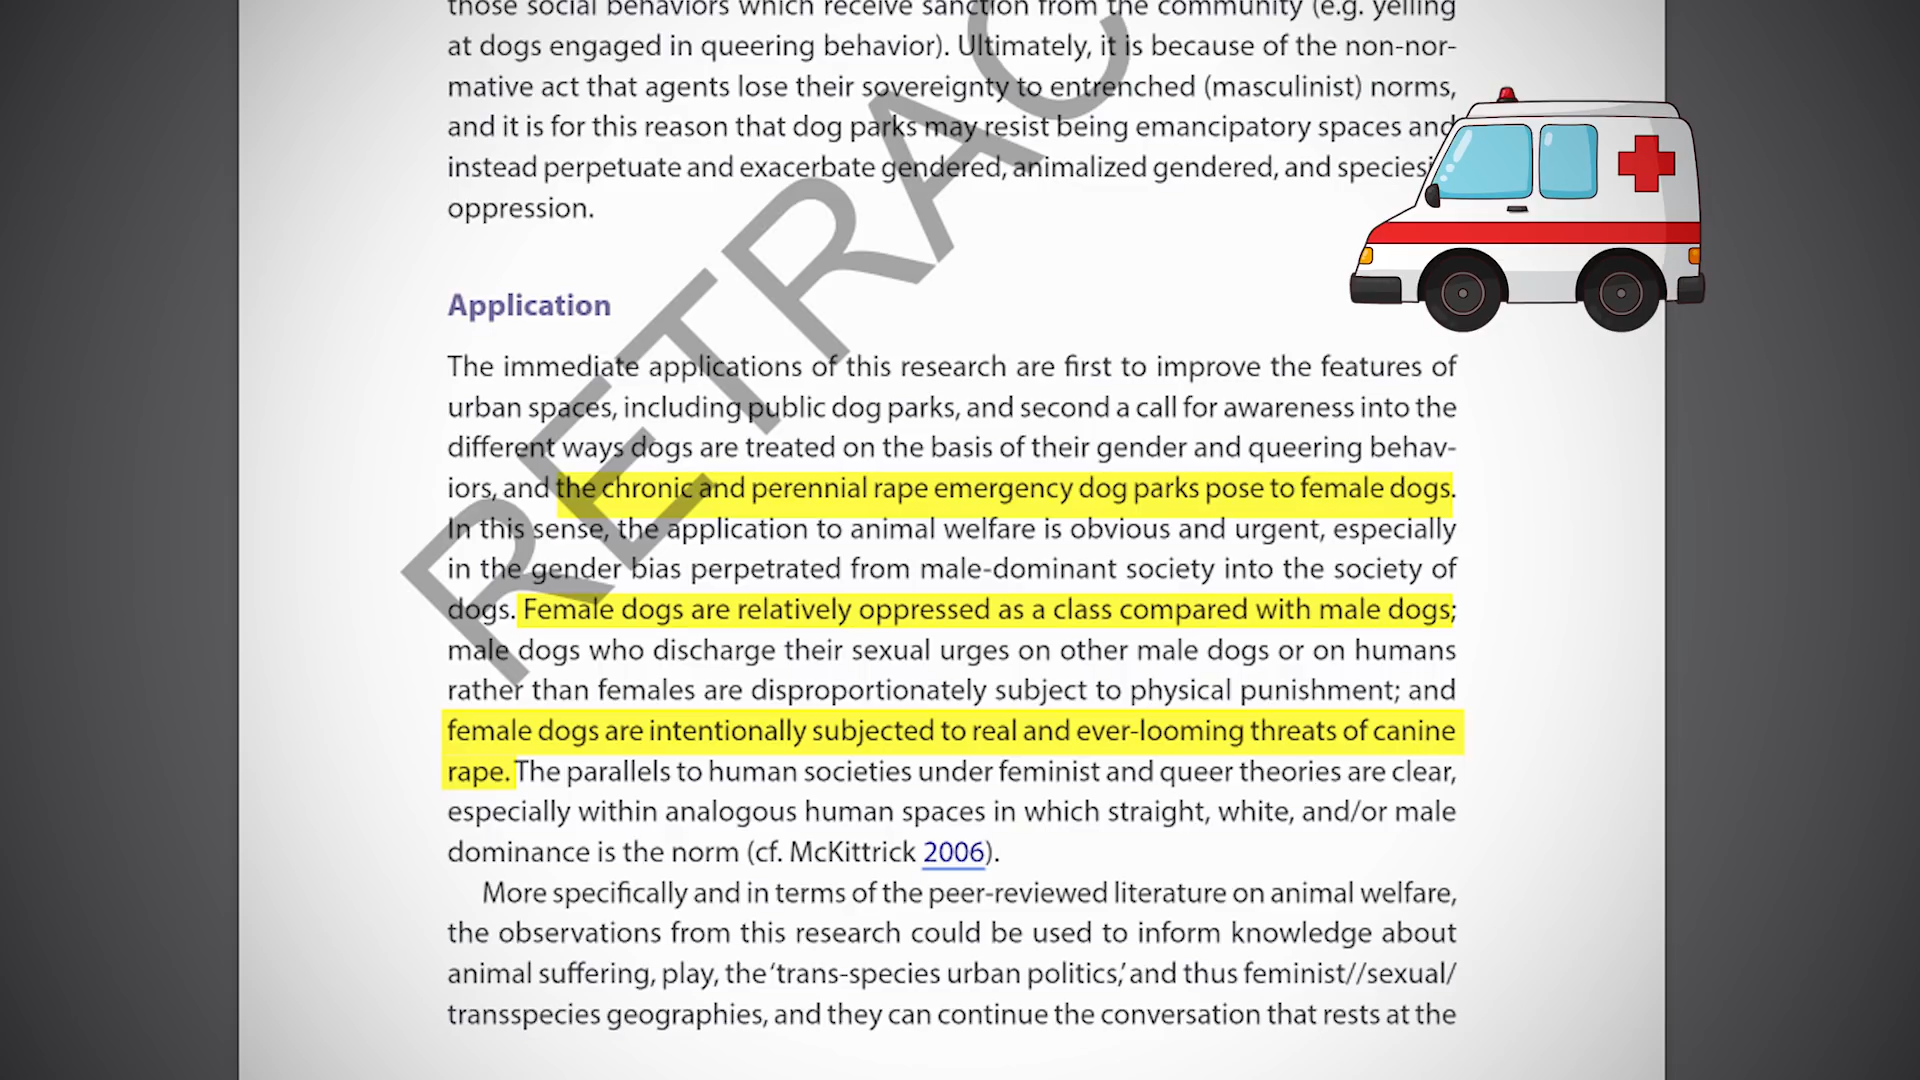 those social behaviors which receive sanction from the community (e.g. yelling
at dogs engaged in queering behavior). Ultimately, it is because of the non-nor-
mative act that agents lose their sovereignty to entrenched (masculinist) norms,
and it is for this reason that dog parks may resist being emancipatory spaces and
instead perpetuate and exacerbate gendered, animalized gendered, and species
oppression.
Application
The immediate applications of this research are first to improve the features of
urban spaces, including public dog parks, and second a call for awareness into the
different ways dogs are treated on the basis of their gender and queering behav-
iors, and the chronic and perennial rape emergency dog parks pose to female dogs.
In this sense, the application to animal welfare is obvious and urgent, especially
in the gender bias perpetrated from male-dominant society into the society of
dogs. Female dogs are relatively oppressed as a class compared with male dogs;
male dogs who discharge their sexual urges on other male dogs or on humans
rather than females are disproportionately subject to physical punishment; and
female dogs are intentionally subjected to real and ever-looming threats of canine
rape. The parallels to human societies under feminist and queer theories are clear,
especially within analogous human spaces in which straight, white, and/or male
dominance is the norm (cf. McKittrick 2006).
More specifically and in terms of the peer-reviewed literature on animal welfare,
the observations from this research could be used to inform knowledge about
animal suffering, play, the ‘trans-species urban politics,’ and thus feminist//sexual/
transspecies geographies, and they can continue the conversation that rests at the
RETRAC